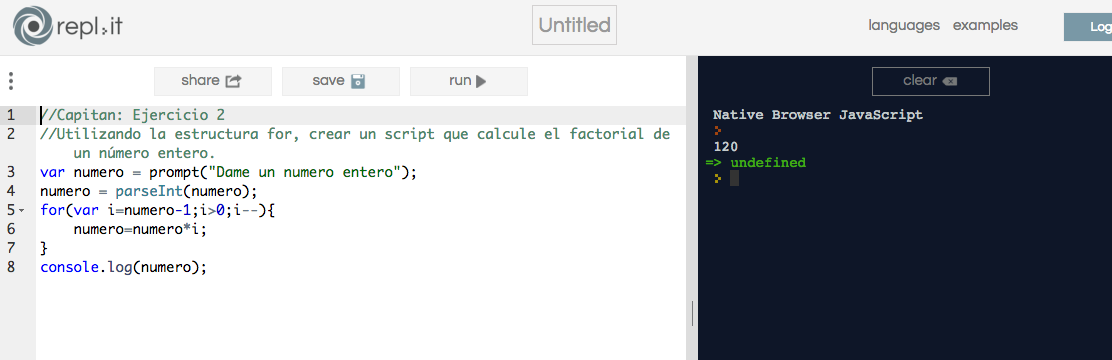 repl.it
Untitled
languages examples Log
share save run
clear
1 //Capitan: Ejercicio 2
2 //Utilizando la estructura for, crear un script que calcule el factorial de
un número entero.
3 var numero = prompt("Dame un numero entero");
4 numero = parseInt(numero);
5 for(var i=numero-1;i>0;i--){
6 numero=numero*i;
7 }
8 console.log(numero);
Native Browser JavaScript
>
120
=> undefined
>